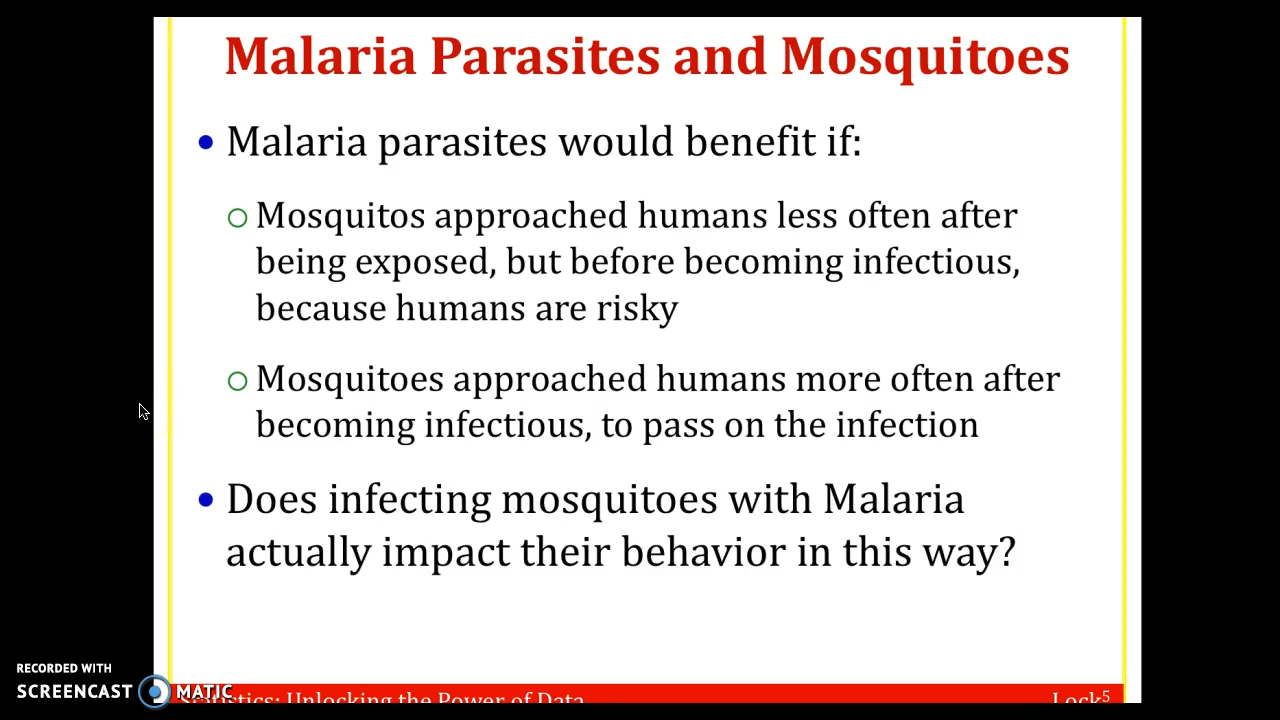 Malaria Parasites and Mosquitoes
• Malaria parasites would benefit if:
○ Mosquitos approached humans less often after
being exposed, but before becoming infectious,
because humans are risky
○ Mosquitoes approached humans more often after
becoming infectious, to pass on the infection
• Does infecting mosquitoes with Malaria
actually impact their behavior in this way?
RECORDED WITH
SCREENCAST MATIC
Statistics: Unlocking the Power of Data
Lock5